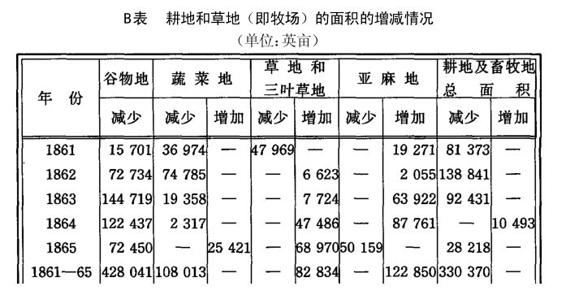 B表 耕地和草地（即牧场）的面积的增减情况
（单位:英亩）
年 份 谷物地 蔬菜地 草地和三叶草地 亚麻地 耕地及畜牧地总面积
减少 减少 增加 减少 增加 减少 增加 减少 增加
1861 15 701 36 974 — 47 969 — — 19 271 81 373 —
1862 72 734 74 785 — — 6 623 — 2 055 138 841 —
1863 144 719 19 358 — — 7 724 — 63 922 92 431 —
1864 122 437 2 317 — — 47 486 — 87 761 — 10 493
1865 72 450 — 25 421 — 68 970 50 159 — 28 218 —
1861—65 428 041 108 013 — — 82 834 — 122 850 330 370 —